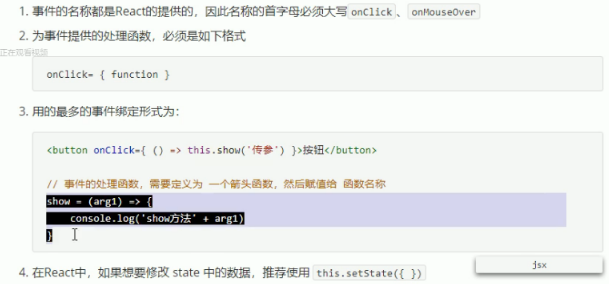 1. 事件的名称都是React的提供的，因此名称的首字母必须大写onClick、onMouseOver
2. 为事件提供的处理函数，必须是如下格式
正在观看视频
onClick= { function }
3. 用的最多的事件绑定形式为：
<button onClick={ () => this.show('传参') }>按钮</button>
// 事件的处理函数，需要定义为 一个箭头函数，然后赋值给 函数名称
show = (arg1) => {
console.log('show方法' + arg1)
}
4. 在React中，如果想要修改 state 中的数据，推荐使用 this.setState({ })
jsx